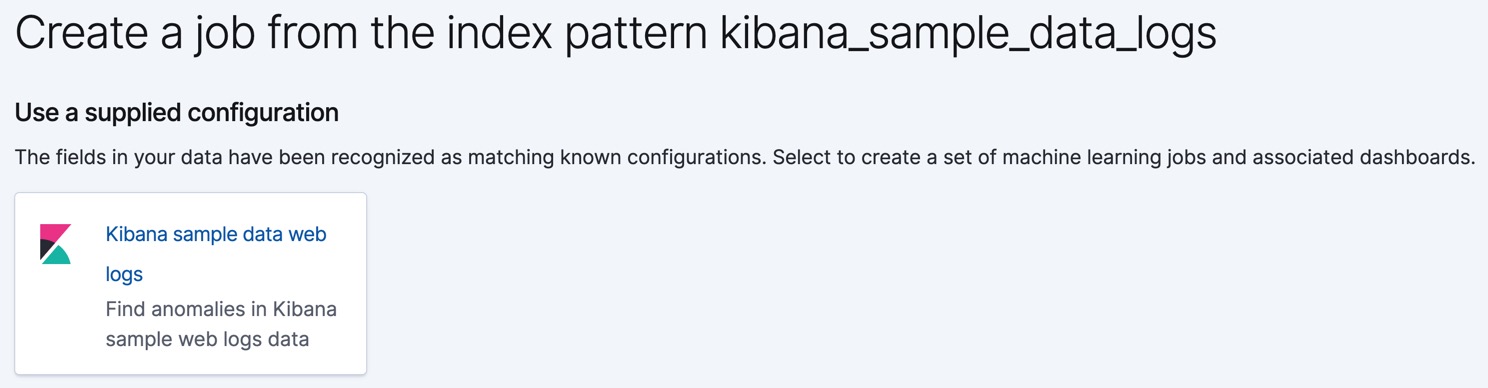 Create a job from the index pattern kibana_sample_data_logs
Use a supplied configuration
The fields in your data have been recognized as matching known configurations. Select to create a set of machine learning jobs and associated dashboards.
Kibana sample data web
logs
Find anomalies in Kibana
sample web logs data